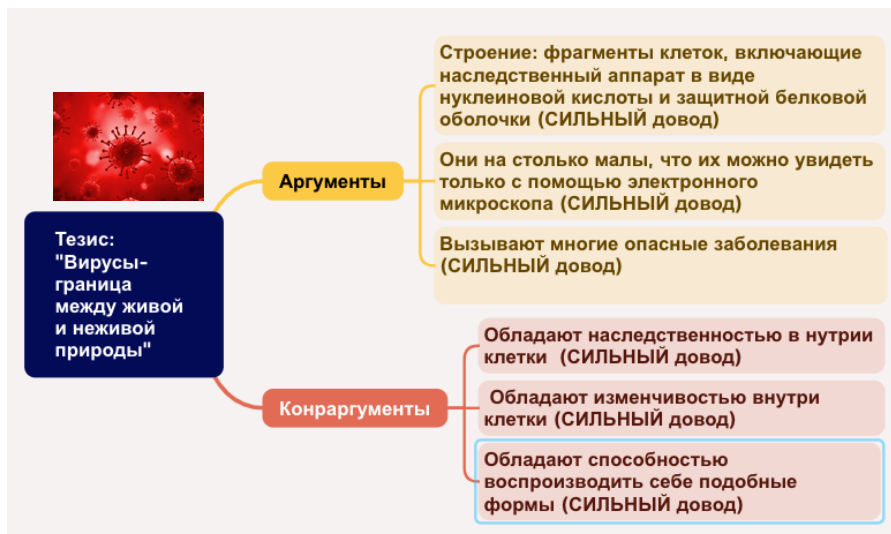 Строение: фрагменты клеток, включающие
наследственный аппарат в виде
нуклеиновой кислоты и защитной белковой
оболочки (СИЛЬНЫЙ довод)
Аргументы
Они на столько малы, что их можно увидеть
только с помощью электронного
микроскопа (СИЛЬНЫЙ довод)
Вызывают многие опасные заболевания
(СИЛЬНЫЙ довод)
Тезис:
"Вирусы-
граница
между живой
и неживой
природы"
Обладают наследственностью в нутрии
клетки (СИЛЬНЫЙ довод)
Конраргументы
Обладают изменчивостью внутри
клетки (СИЛЬНЫЙ довод)
Обладают способностью
воспроизводить себе подобные
формы (СИЛЬНЫЙ довод)